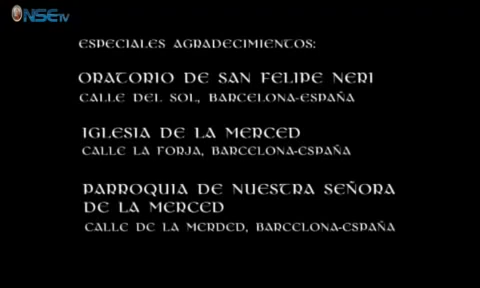 NSETV
ESPECIALES AGRADECIMIENTOS:
ORATORIO DE SAN FELIPE NERI
CALLE DEL SOL, BARCELONA-ESPAÑA
IGLESIA DE LA MERCED
CALLE LA FORJA, BARCELONA-ESPAÑA
PARROQUIA DE NUESTRA SEÑORA
DE LA MERCED
CALLE DE LA MERDED, BARCELONA-ESPAÑA